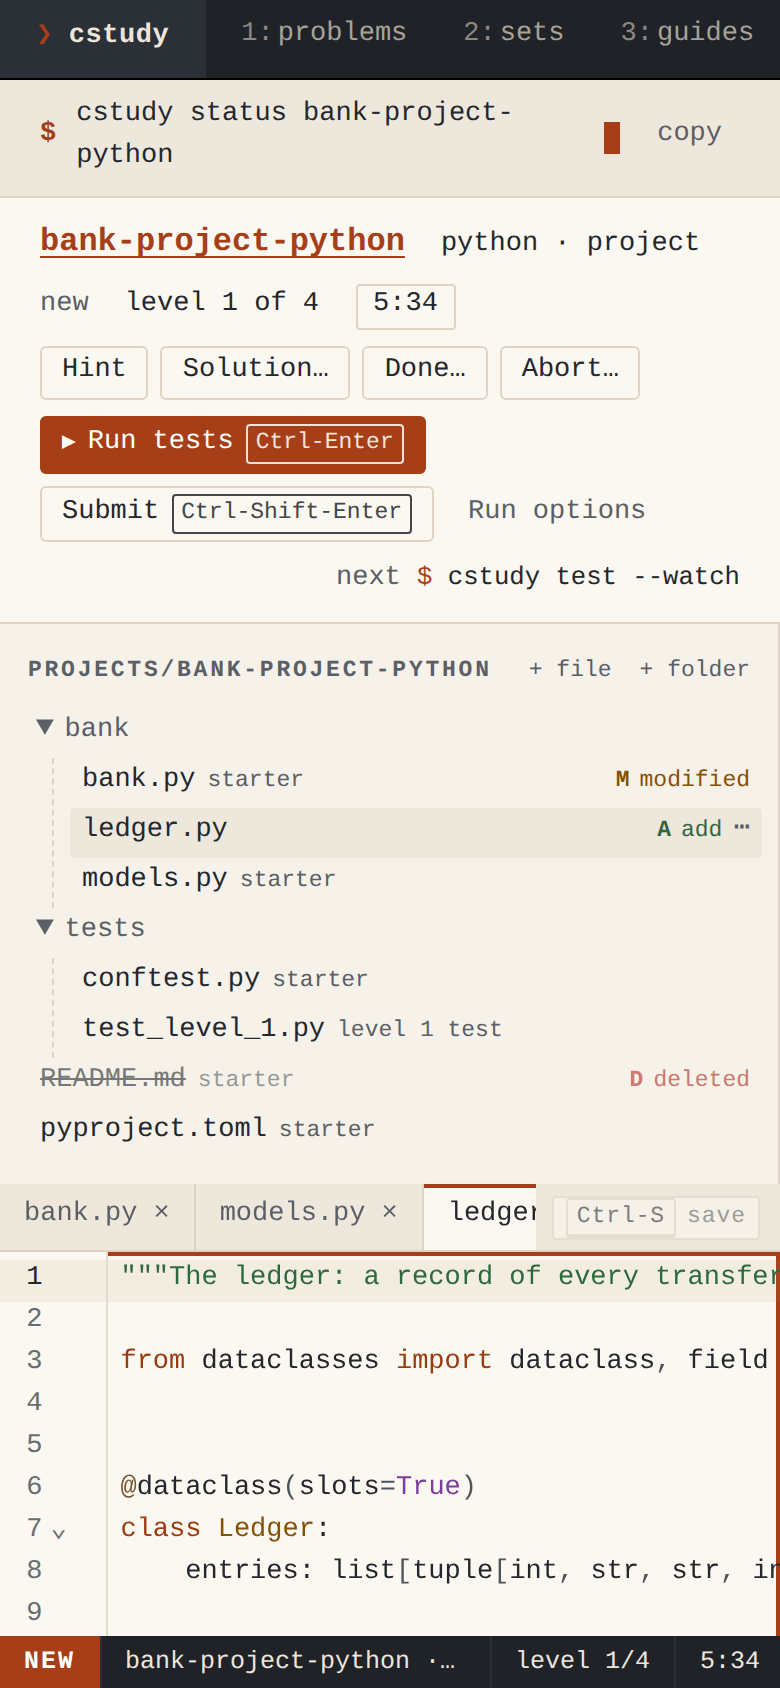 ❯ cstudy 1:problems 2:sets 3:guides
$ cstudy status bank-project-
python
copy
bank-project-python python · project
new level 1 of 4 5:34
Hint Solution… Done… Abort…
▶ Run tests Ctrl-Enter
Submit Ctrl-Shift-Enter Run options
next $ cstudy test --watch
PROJECTS/BANK-PROJECT-PYTHON + file + folder
▼ bank
bank.py starter M modified
ledger.py A add ⋯
models.py starter
▼ tests
conftest.py starter
test_level_1.py level 1 test
README.md starter D deleted
pyproject.toml starter
bank.py × models.py × ledger Ctrl-S save
1 """The ledger: a record of every transfer
2
3 from dataclasses import dataclass, field
4
5
6 @dataclass(slots=True)
7 class Ledger:
8     entries: list[tuple[int, str, str, in
9
NEW bank-project-python ·… level 1/4 5:34